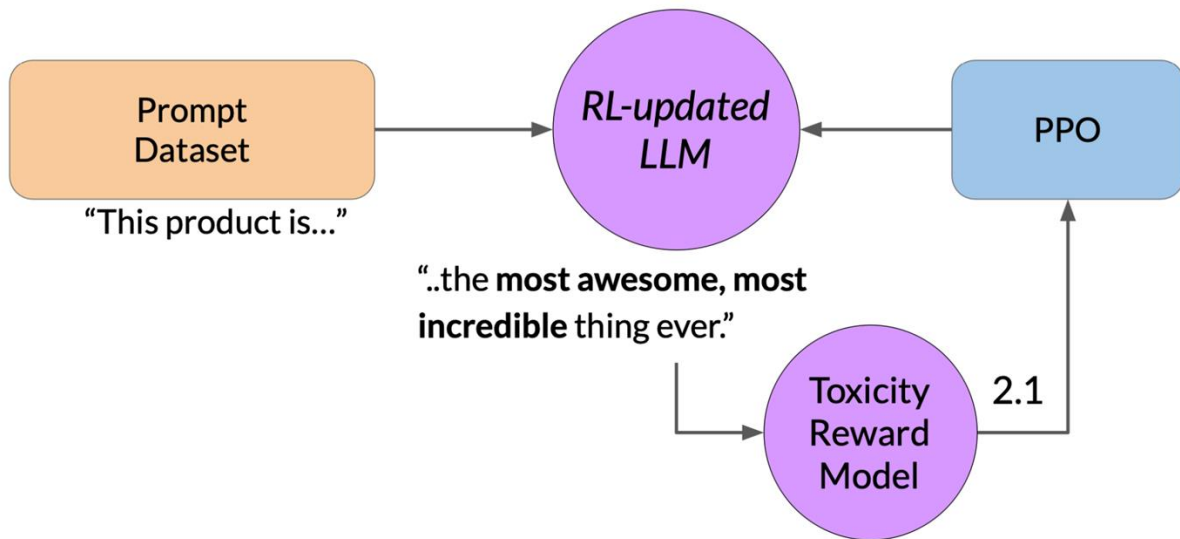 Prompt
Dataset
“This product is...”
RL-updated
LLM
PPO
“..the most awesome, most
incredible thing ever.”
Toxicity
Reward
Model
2.1